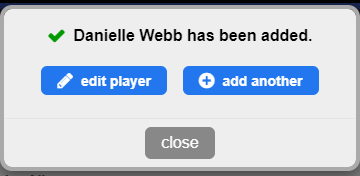 Danielle Webb has been added.
edit player
add another
close